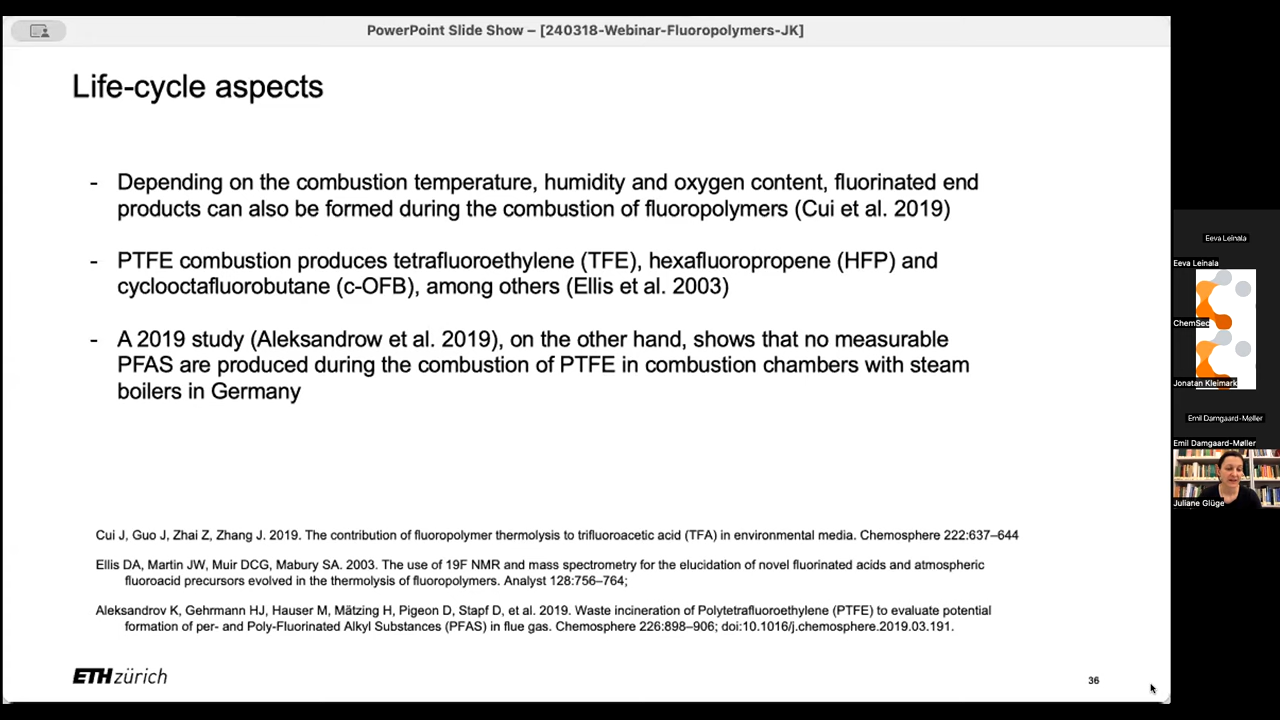 PowerPoint Slide Show – [240318-Webinar-Fluoropolymers-JK]
Life-cycle aspects
- Depending on the combustion temperature, humidity and oxygen content, fluorinated end
products can also be formed during the combustion of fluoropolymers (Cui et al. 2019)
- PTFE combustion produces tetrafluoroethylene (TFE), hexafluoropropene (HFP) and
cyclooctafluorobutane (c-OFB), among others (Ellis et al. 2003)
- A 2019 study (Aleksandrow et al. 2019), on the other hand, shows that no measurable
PFAS are produced during the combustion of PTFE in combustion chambers with steam
boilers in Germany
Cui J, Guo J, Zhai Z, Zhang J. 2019. The contribution of fluoropolymer thermolysis to trifluoroacetic acid (TFA) in environmental media. Chemosphere 222:637–644
Ellis DA, Martin JW, Muir DCG, Mabury SA. 2003. The use of 19F NMR and mass spectrometry for the elucidation of novel fluorinated acids and atmospheric
fluoroacid precursors evolved in the thermolysis of fluoropolymers. Analyst 128:756–764;
Aleksandrov K, Gehrmann HJ, Hauser M, Mätzing H, Pigeon D, Stapf D, et al. 2019. Waste incineration of Polytetrafluoroethylene (PTFE) to evaluate potential
formation of per- and Poly-Fluorinated Alkyl Substances (PFAS) in flue gas. Chemosphere 226:898–906; doi:10.1016/j.chemosphere.2019.03.191.
ETH zürich
36
Eeva Leinala
Eeva Leinala
ChemSec
Jonatan Kleimark
Emil Damgaard-Møller
Emil Damgaard-Møller
Juliane Glüge